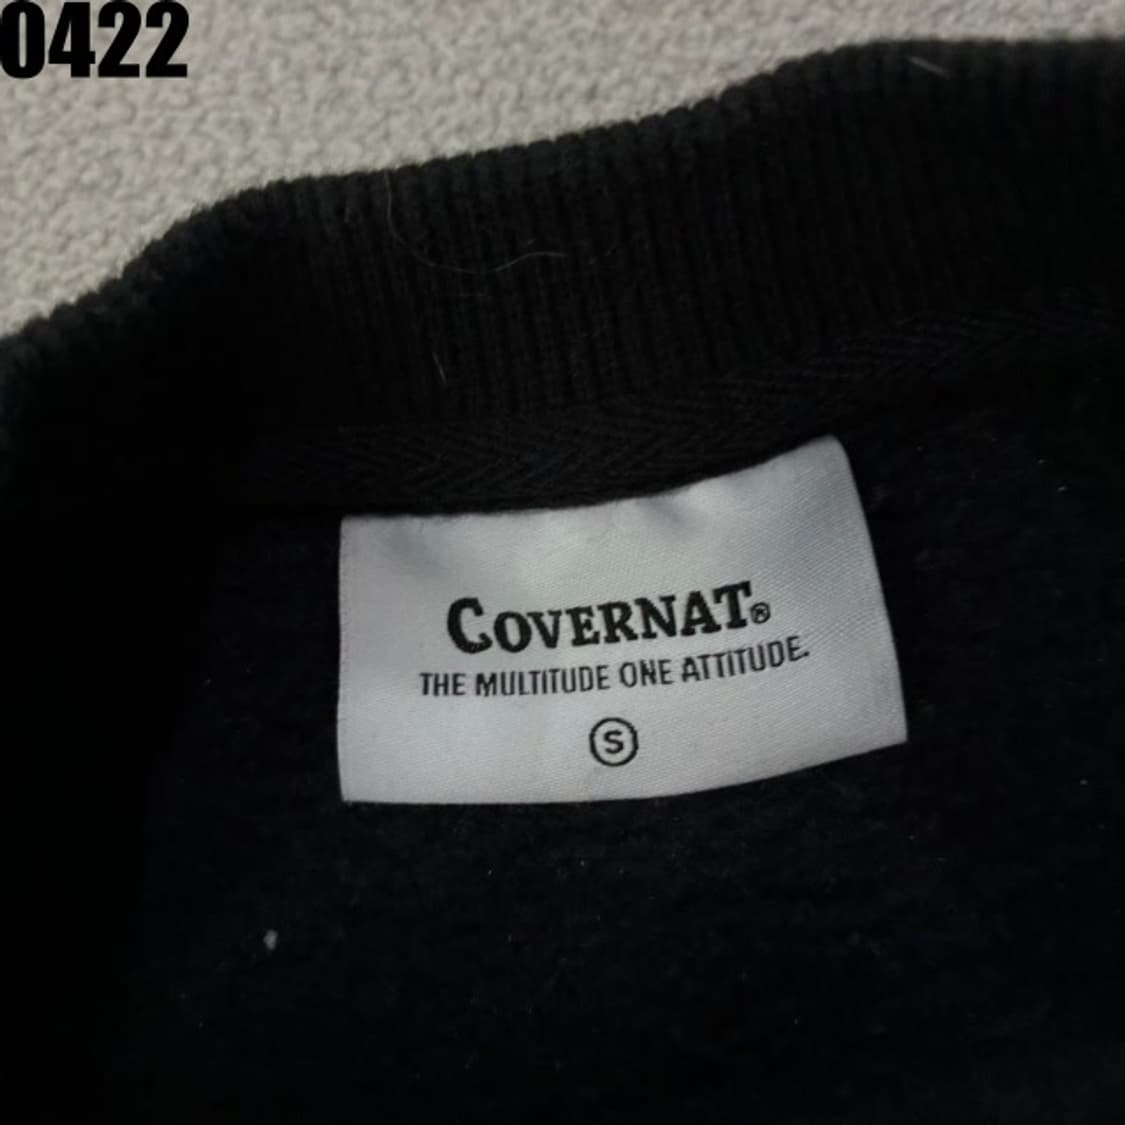 0422
COVERNAT®
THE MULTITUDE ONE ATTITUDE.
S